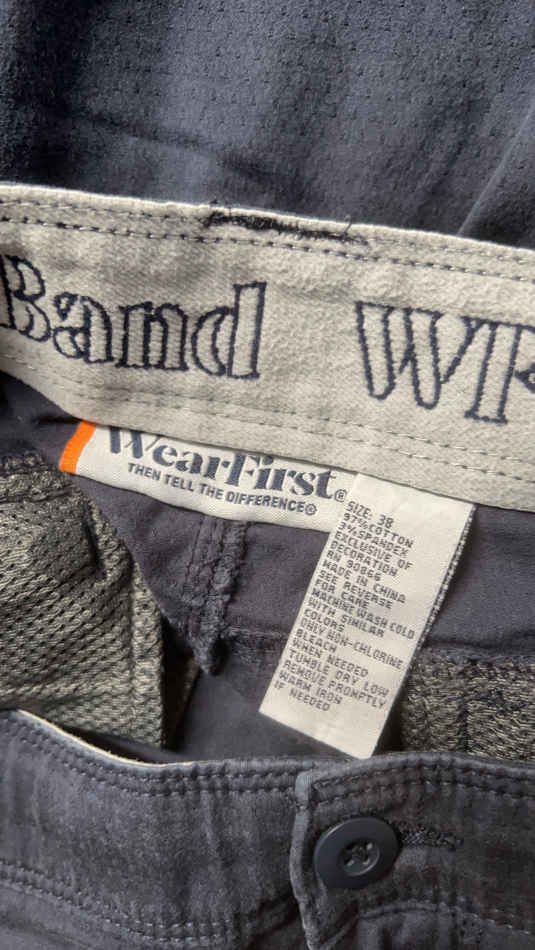 Band WF
WearFirst®
THEN TELL THE DIFFERENCE®
SIZE: 38
97%COTTON
3%SPANDEX
EXCLUSIVE OF
DECORATION
RN 90866
MADE IN CHINA
SEE REVERSE
FOR CARE
MACHINE WASH COLD
WITH SIMILAR
COLORS
ONLY NON-CHLORINE
BLEACH
WHEN NEEDED
TUMBLE DRY LOW
REMOVE PROMPTLY
WARM IRON
IF NEEDED